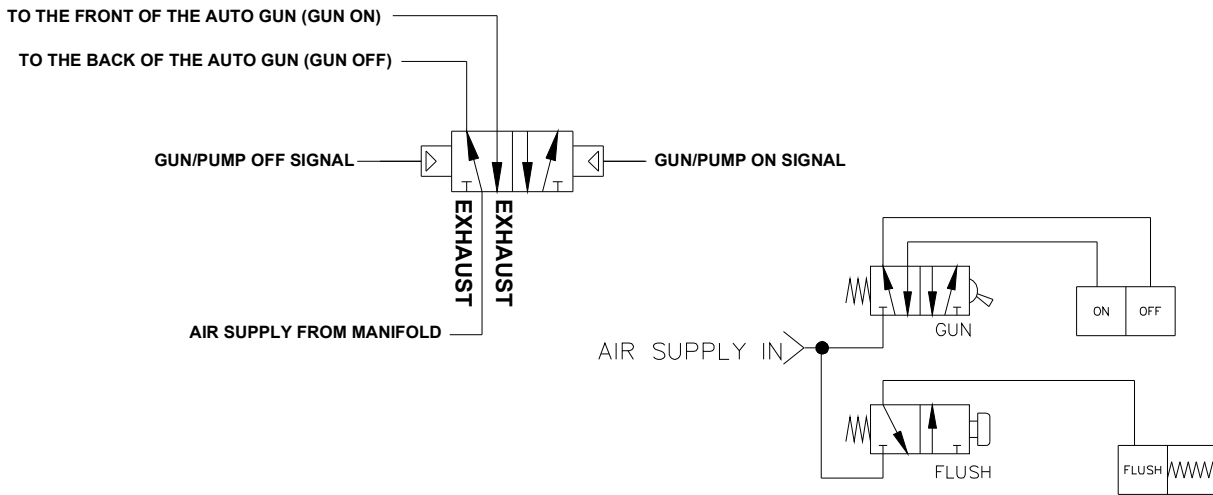 TO THE FRONT OF THE AUTO GUN (GUN ON)
TO THE BACK OF THE AUTO GUN (GUN OFF)
GUN/PUMP OFF SIGNAL
GUN/PUMP ON SIGNAL
EXHAUST
EXHAUST
AIR SUPPLY FROM MANIFOLD
GUN
ON
OFF
AIR SUPPLY IN
FLUSH
FLUSH